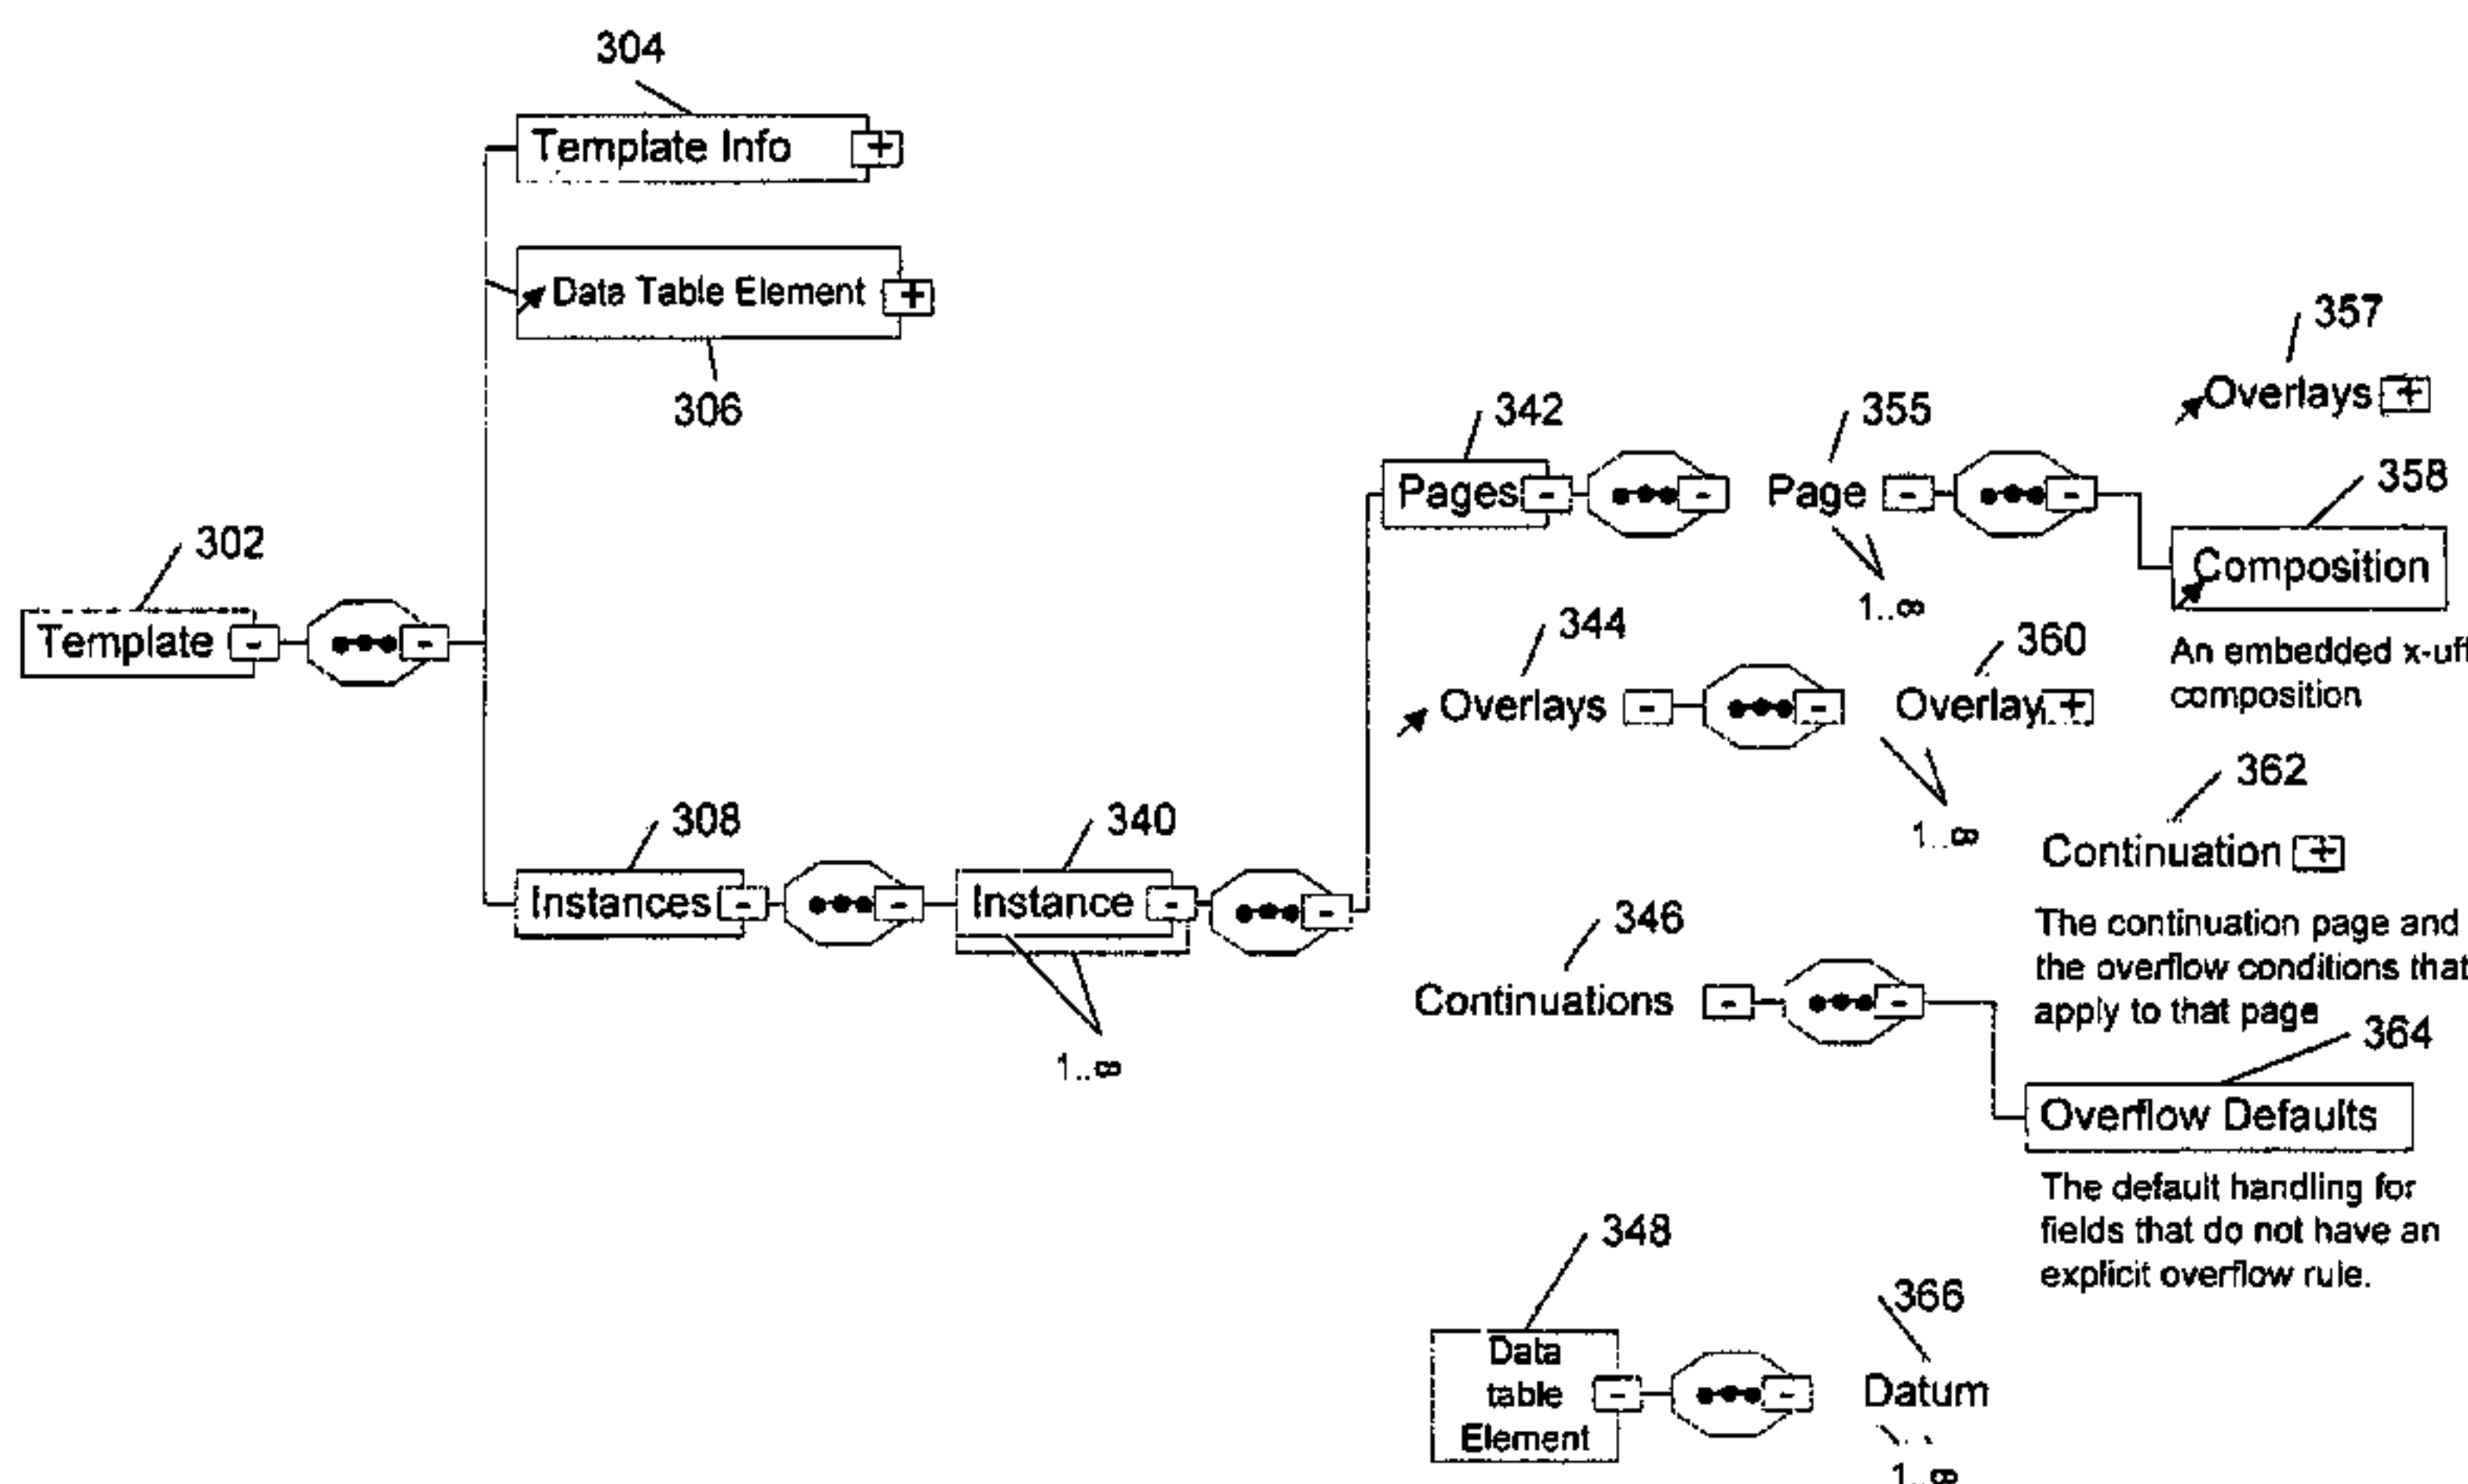 304
Template Info
Data Table Element
306
357
Overlays
342
355
Pages
Page
358
Composition
1..∞
An embedded x-uff
composition
302
Template
344
360
Overlays
Overlay
1..∞
362
Continuation
The continuation page and
the overflow conditions that
apply to that page
308
340
Instances
Instance
1..∞
346
Continuations
364
Overflow Defaults
The default handling for
fields that do not have an
explicit overflow rule.
348
366
Data
table
Element
Datum
1..∞